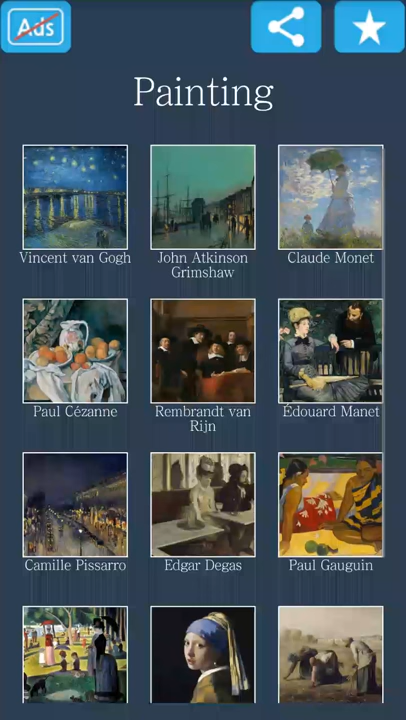 Ads
Painting
Vincent van Gogh
John Atkinson
Grimshaw
Claude Monet
Paul Cézanne
Rembrandt van
Rijn
Édouard Manet
Camille Pissarro
Edgar Degas
Paul Gauguin